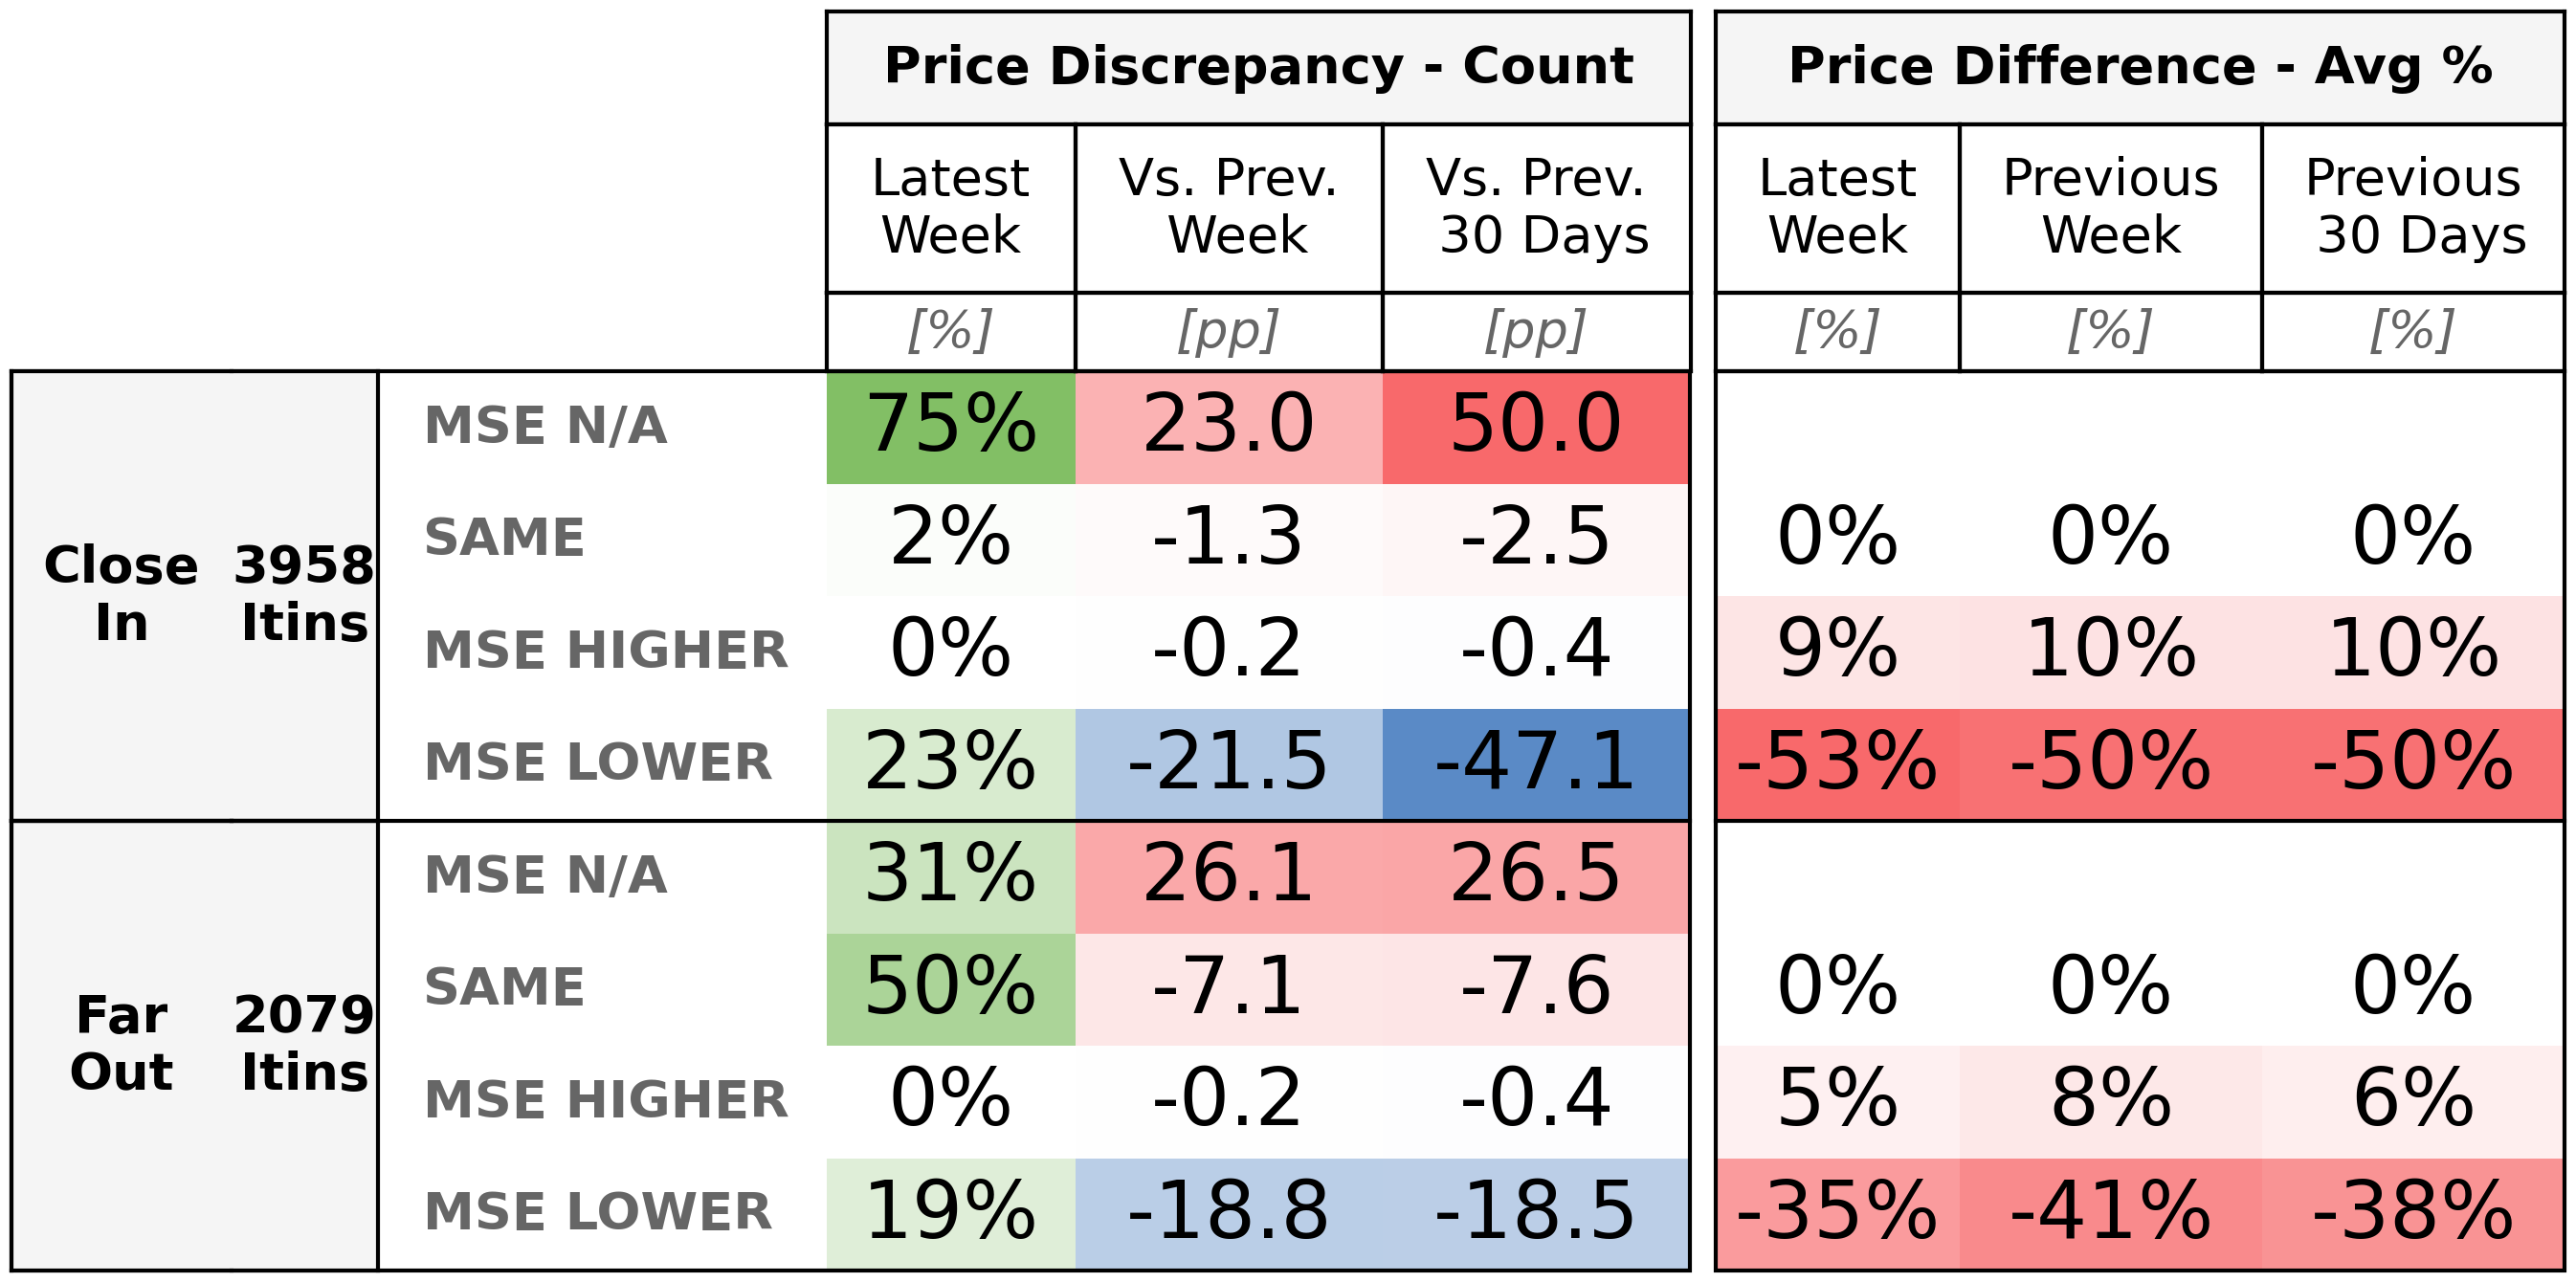 Price Discrepancy - Count Price Difference - Avg %
Latest Week Vs. Prev. Week Vs. Prev. 30 Days Latest Week Previous Week Previous 30 Days
[%] [pp] [pp] [%] [%] [%]
Close In 3958 Itins
MSE N/A 75% 23.0 50.0
SAME 2% -1.3 -2.5 0% 0% 0%
MSE HIGHER 0% -0.2 -0.4 9% 10% 10%
MSE LOWER 23% -21.5 -47.1 -53% -50% -50%
Far Out 2079 Itins
MSE N/A 31% 26.1 26.5
SAME 50% -7.1 -7.6 0% 0% 0%
MSE HIGHER 0% -0.2 -0.4 5% 8% 6%
MSE LOWER 19% -18.8 -18.5 -35% -41% -38%